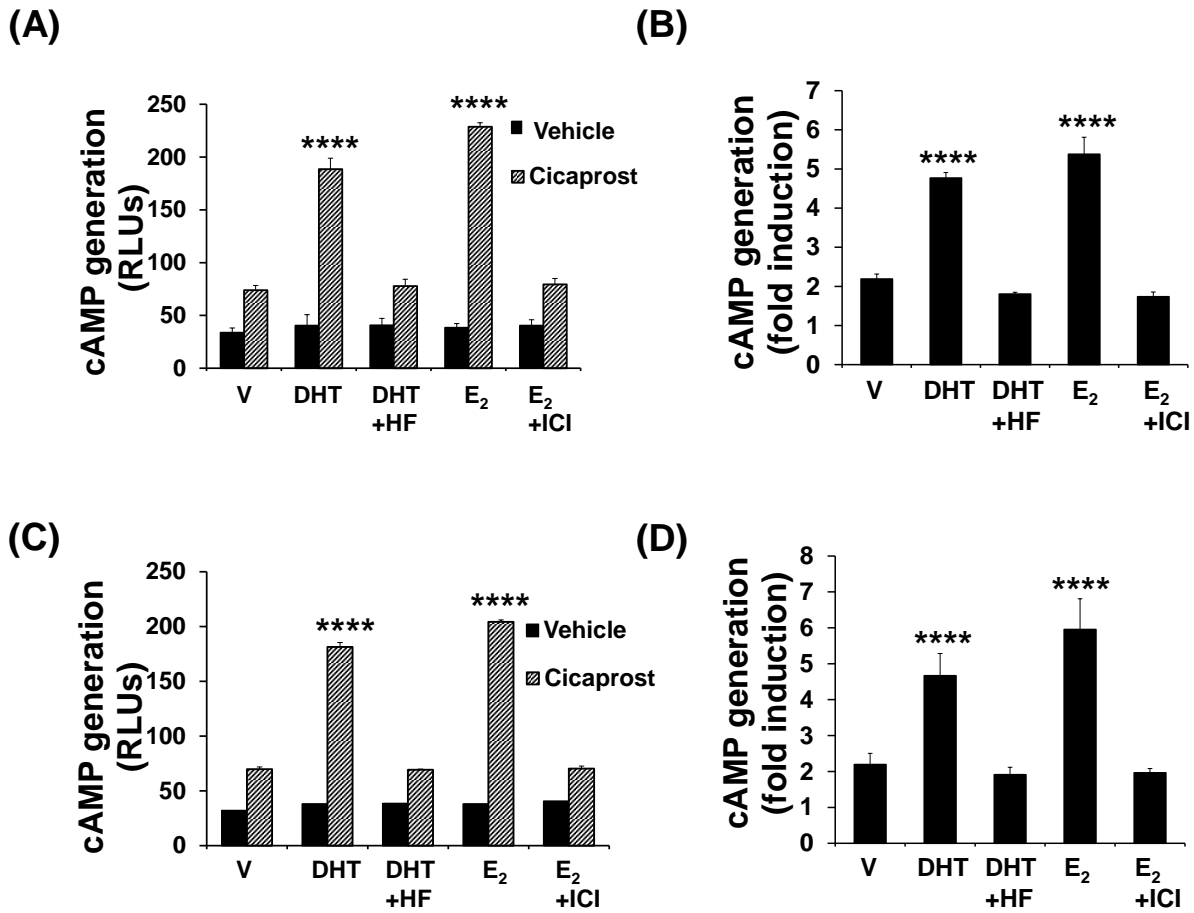 (A)
cAMP generation
(RLUs)
250
200
150
100
50
0
****
****
Vehicle
Cicaprost
V
DHT
DHT
+HF
E₂
E₂
+ICI
(B)
cAMP generation
(fold induction)
7
6
5
4
3
2
1
0
****
****
V
DHT
DHT
+HF
E₂
E₂
+ICI
(C)
cAMP generation
(RLUs)
250
200
150
100
50
0
****
****
Vehicle
Cicaprost
V
DHT
DHT
+HF
E₂
E₂
+ICI
(D)
cAMP generation
(fold induction)
8
7
6
5
4
3
2
1
0
****
****
V
DHT
DHT
+HF
E₂
E₂
+ICI